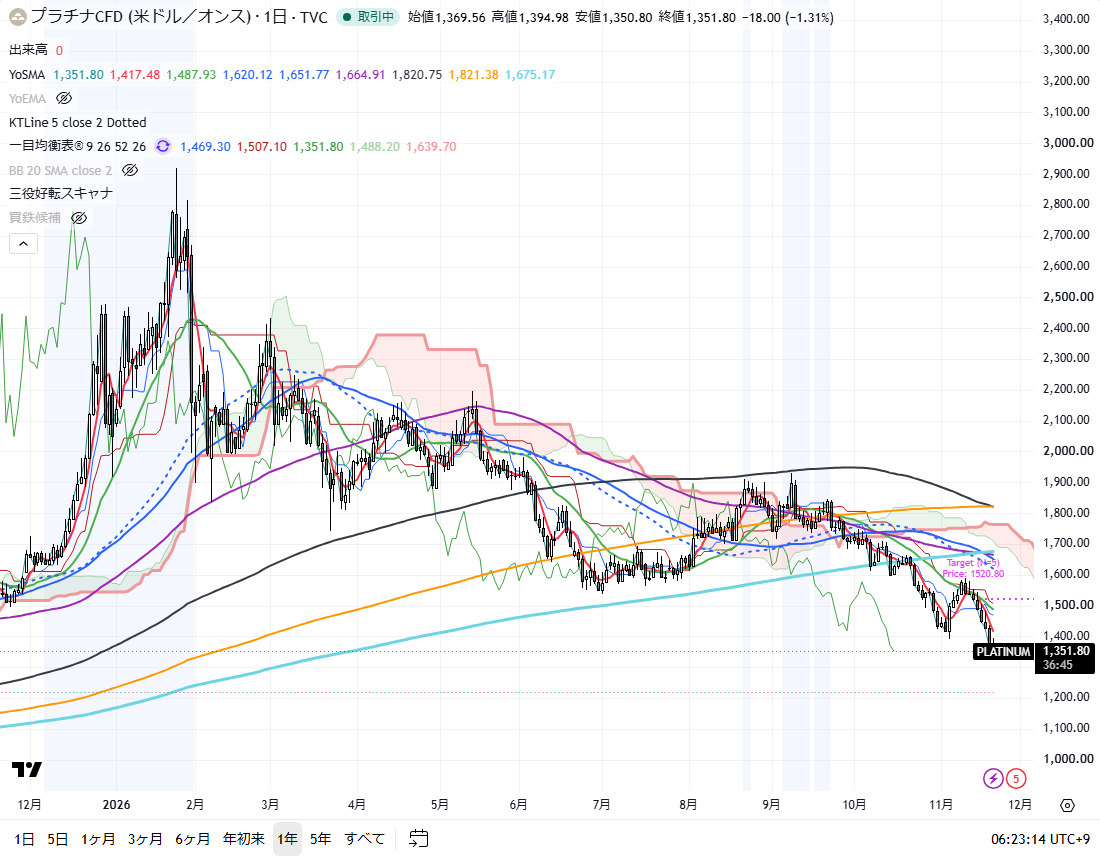 プラチナCFD (米ドル／オンス) · 1日 · TVC 取引中 始値1,369.56 高値1,394.98 安値1,350.80 終値1,351.80 −18.00 (−1.31%)
出来高 0
YoSMA 1,351.80 1,417.48 1,487.93 1,620.12 1,651.77 1,664.91 1,820.75 1,821.38 1,675.17
YoEMA
KTLine 5 close 2 Dotted
一目均衡表® 9 26 52 26 1,469.30 1,507.10 1,351.80 1,488.20 1,639.70
BB 20 SMA close 2
三役好転スキャナ
買鉄候補
3,400.00
3,300.00
3,200.00
3,100.00
3,000.00
2,900.00
2,800.00
2,700.00
2,600.00
2,500.00
2,400.00
2,300.00
2,200.00
2,100.00
2,000.00
1,900.00
1,800.00
1,700.00
1,600.00
1,500.00
1,400.00
Target (N=5)
Price: 1520.80
PLATINUM 1,351.80
36:45
1,200.00
1,100.00
1,000.00
5
12月 2026 2月 3月 4月 5月 6月 7月 8月 9月 10月 11月 12月
1日 5日 1ヶ月 3ヶ月 6ヶ月 年初来 1年 5年 すべて 06:23:14 UTC+9